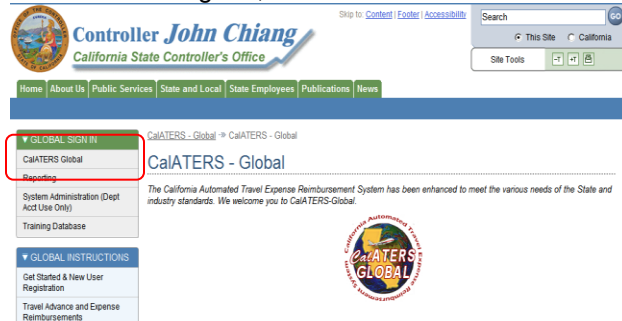 Skip to: Content | Footer | Accessibility
Search
GO
Controller John Chiang
California State Controller's Office
This Site
California
Site Tools
-T
+T
Home
About Us
Public Services
State and Local
State Employees
Publications
News
▼ GLOBAL SIGN IN
CalATERS Global
Reporting
System Administration (Dept
Acct Use Only)
Training Database
▼ GLOBAL INSTRUCTIONS
Get Started & New User
Registration
Travel Advance and Expense
Reimbursements
CalATERS - Global → CalATERS - Global
CalATERS - Global
The California Automated Travel Expense Reimbursement System has been enhanced to meet the various needs of the State and
industry standards. We welcome you to CalATERS-Global.
Automated Travel Expense Reimbursement System
CalATERS
GLOBAL